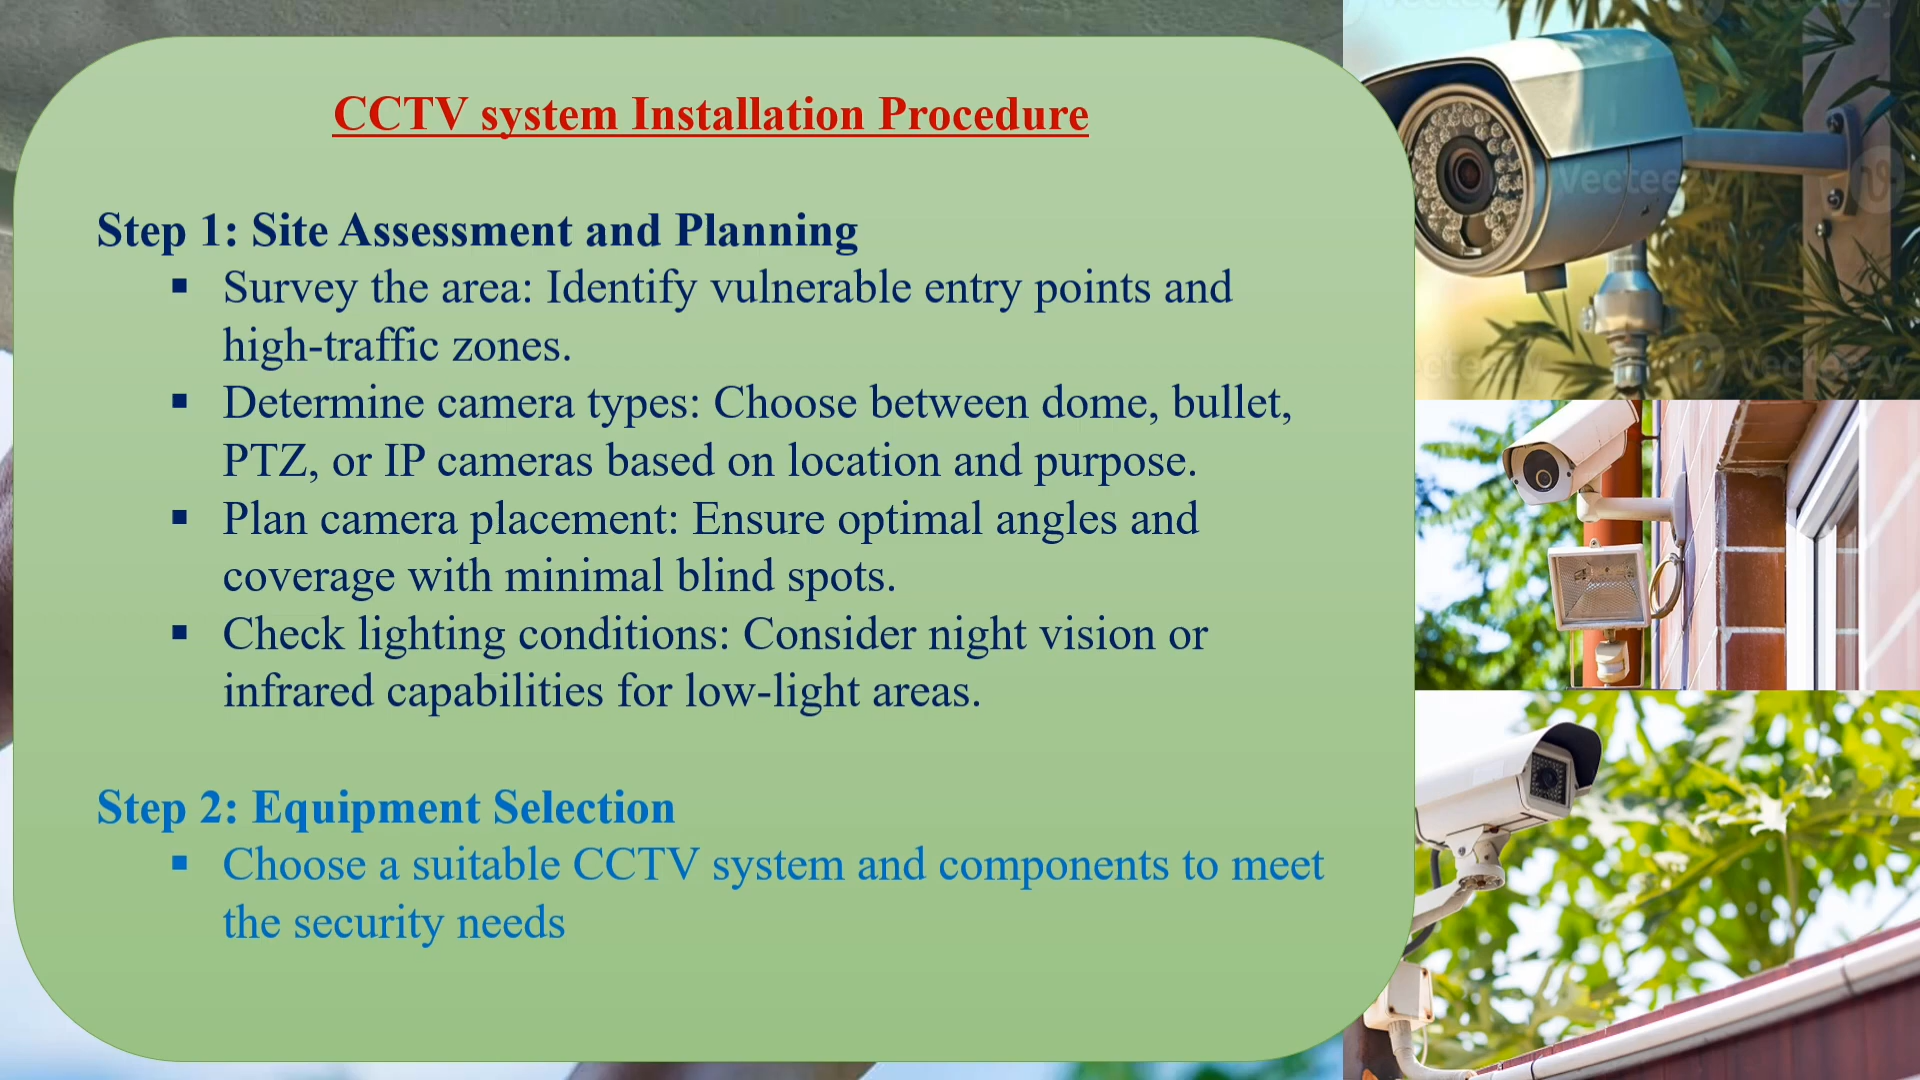 CCTV system Installation Procedure
Step 1: Site Assessment and Planning
▪ Survey the area: Identify vulnerable entry points and
high-traffic zones.
▪ Determine camera types: Choose between dome, bullet,
PTZ, or IP cameras based on location and purpose.
▪ Plan camera placement: Ensure optimal angles and
coverage with minimal blind spots.
▪ Check lighting conditions: Consider night vision or
infrared capabilities for low-light areas.
Step 2: Equipment Selection
▪ Choose a suitable CCTV system and components to meet
the security needs
Vecteezy
vecteezy